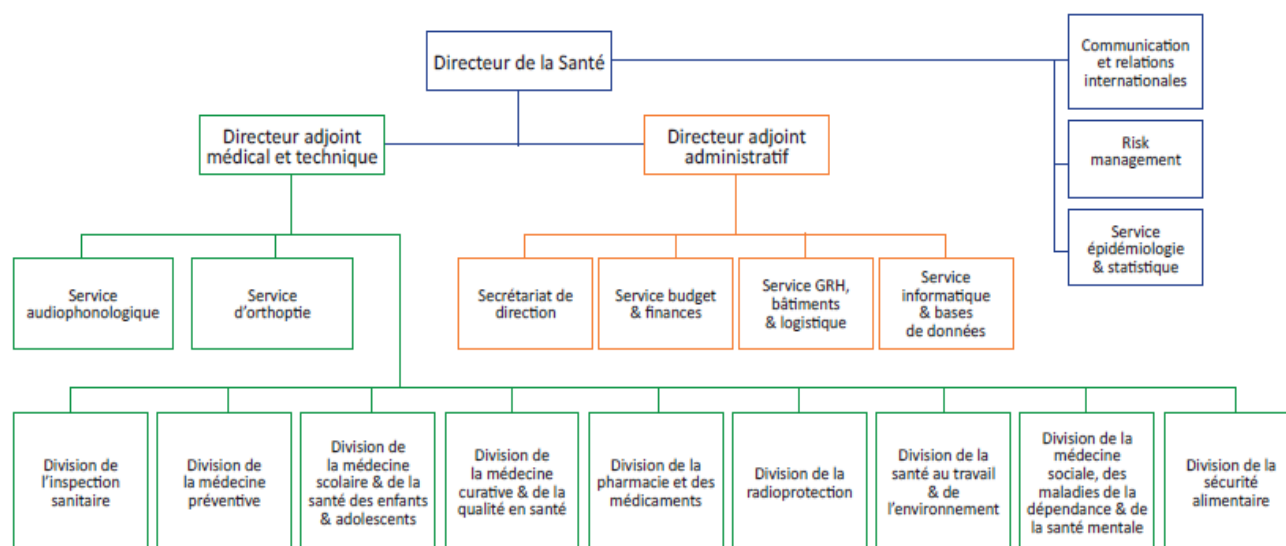 Directeur de la Santé
Communication
et relations
internationales
Directeur adjoint
médical et technique
Directeur adjoint
administratif
Risk
management
Service
épidémiologie
& statistique
Service
audiophonologique
Service
d'orthoptie
Secrétariat de
direction
Service budget
& finances
Service GRH,
bâtiments
& logistique
Service
informatique
& bases
de données
Division de
l'inspection
sanitaire
Division de
la médecine
préventive
Division de
la médecine
scolaire & de la
santé des enfants
& adolescents
Division de
la médecine
curative & de la
qualité en santé
Division de la
pharmacie et des
médicaments
Division de la
radioprotection
Division de la
santé au travail
& de
l'environnement
Division de la
médecine
sociale, des
maladies de la
dépendance & de
la santé mentale
Division de la
sécurité
alimentaire